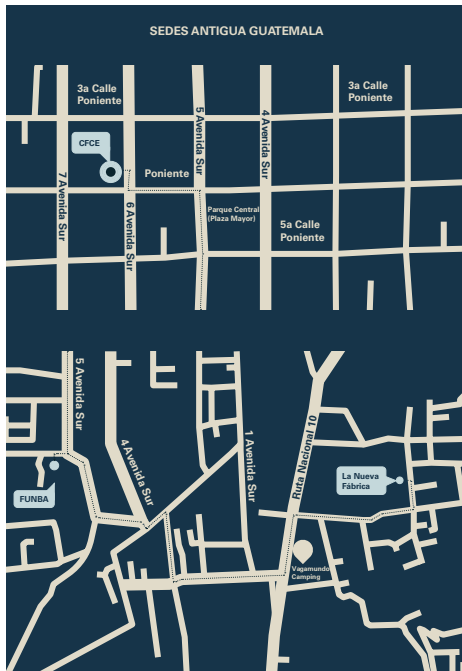 SEDES ANTIGUA GUATEMALA
3a Calle
Poniente
3a Calle
Poniente
5 Avenida Sur
4 Avenida Sur
CFCE
Poniente
7 Avenida Sur
6 Avenida Sur
Parque Central
(Plaza Mayor)
5a Calle
Poniente
5 Avenida Sur
4 Avenida Sur
1 Avenida Sur
Ruta Nacional 10
FUNBA
La Nueva
Fábrica
Vagamundo
Camping